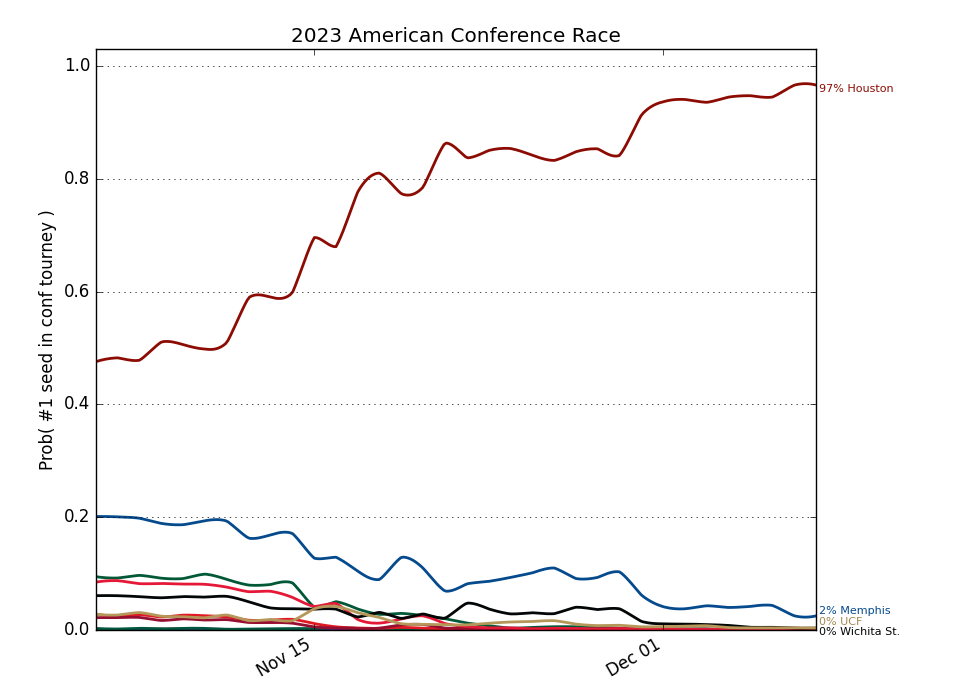 2023 American Conference Race
Prob( #1 seed in conf tourney )
1.0
0.8
0.6
0.4
0.2
0.0
Nov 15
Dec 01
97% Houston
2% Memphis
0% UCF
0% Wichita St.